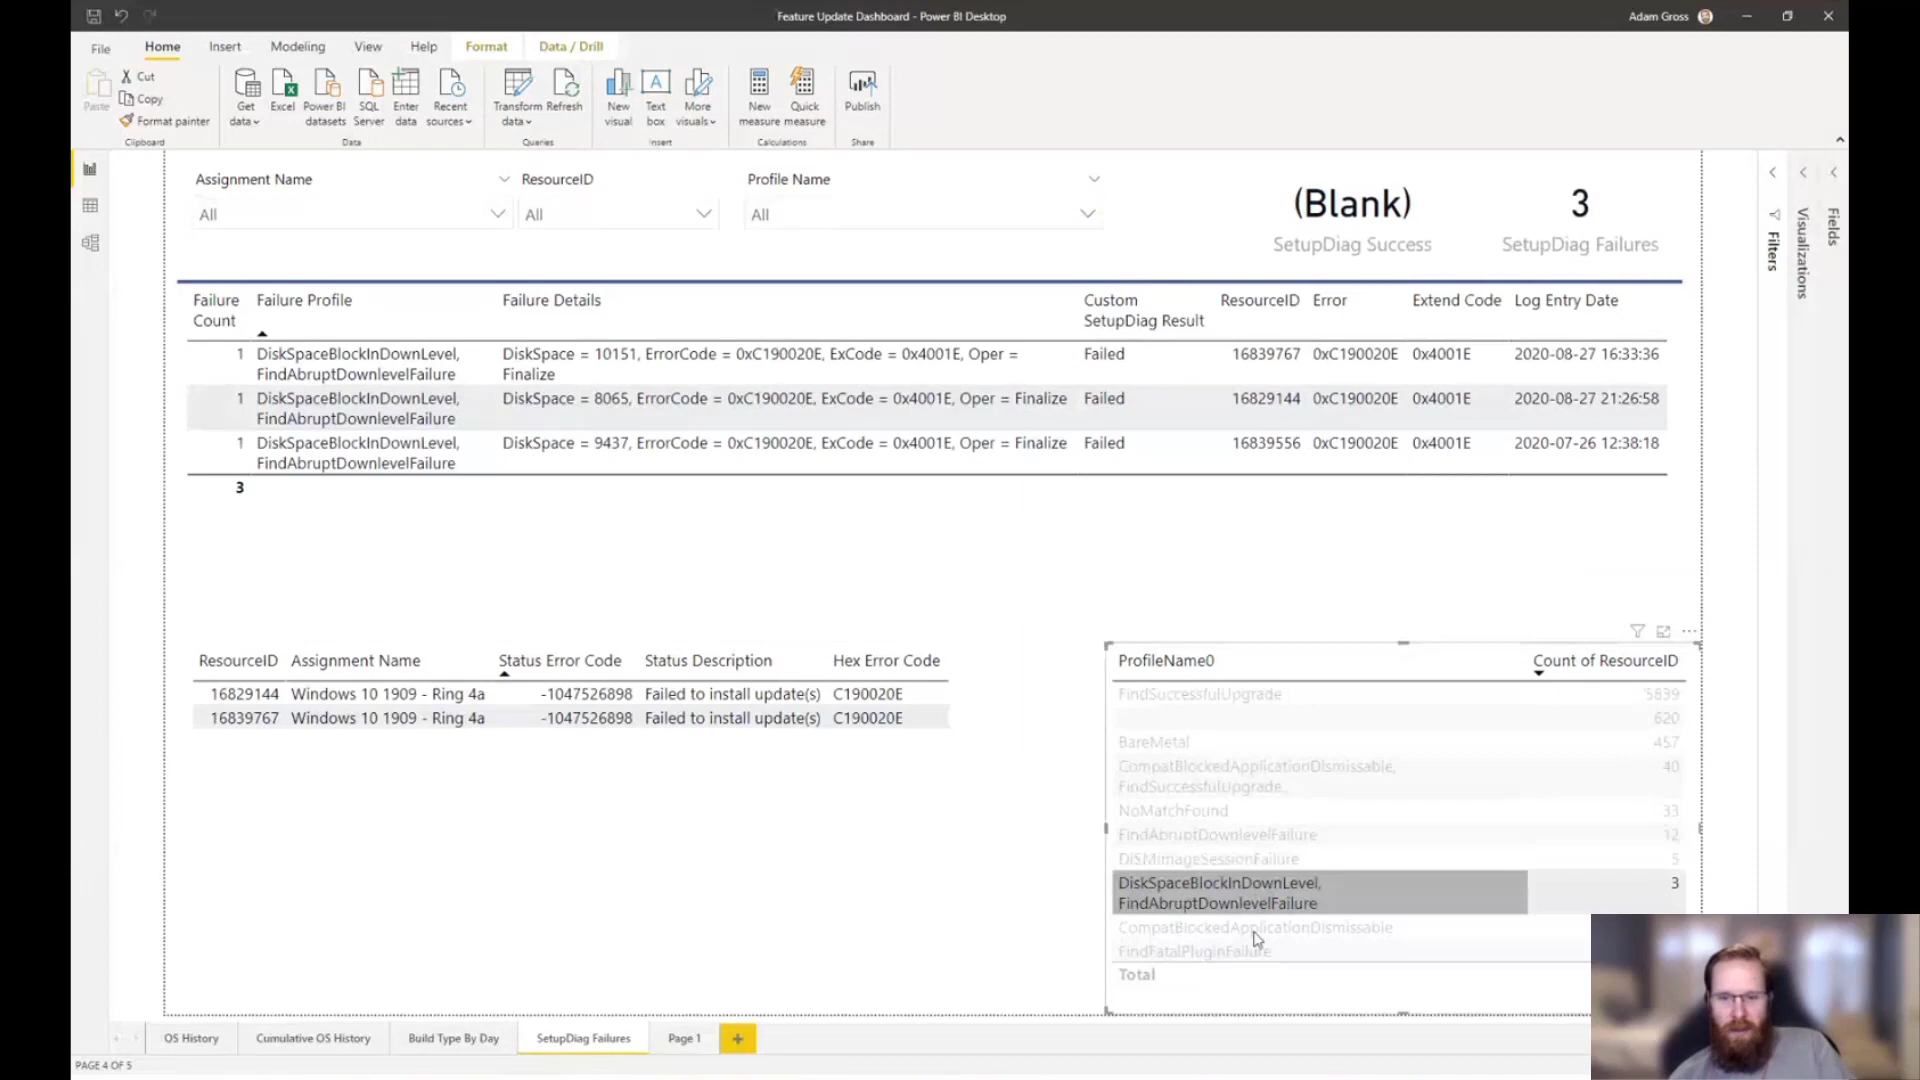 Feature Update Dashboard - Power BI Desktop
Adam Gross
File Home Insert Modeling View Help Format Data / Drill
Paste
Cut
Copy
Format painter
Clipboard
Get data
Excel
Power BI datasets
SQL Server
Enter data
Recent sources
Data
Transform data
Refresh
Queries
New visual
Text box
More visuals
Insert
New measure
Quick measure
Calculations
Publish
Share
Assignment Name
All
ResourceID
All
Profile Name
All
(Blank)
SetupDiag Success
3
SetupDiag Failures
Filters
Visualizations
Fields
Failure Count Failure Profile Failure Details Custom SetupDiag Result ResourceID Error Extend Code Log Entry Date
1 DiskSpaceBlockInDownLevel, DiskSpace = 10151, ErrorCode = 0xC190020E, ExCode = 0x4001E, Oper = Failed 16839767 0xC190020E 0x4001E 2020-08-27 16:33:36
FindAbruptDownlevelFailure Finalize
1 DiskSpaceBlockInDownLevel, DiskSpace = 8065, ErrorCode = 0xC190020E, ExCode = 0x4001E, Oper = Finalize Failed 16829144 0xC190020E 0x4001E 2020-08-27 21:26:58
FindAbruptDownlevelFailure
1 DiskSpaceBlockInDownLevel, DiskSpace = 9437, ErrorCode = 0xC190020E, ExCode = 0x4001E, Oper = Finalize Failed 16839556 0xC190020E 0x4001E 2020-07-26 12:38:18
FindAbruptDownlevelFailure
3
ResourceID Assignment Name Status Error Code Status Description Hex Error Code
16829144 Windows 10 1909 - Ring 4a -1047526898 Failed to install update(s) C190020E
16839767 Windows 10 1909 - Ring 4a -1047526898 Failed to install update(s) C190020E
ProfileName0 Count of ResourceID
FindSuccessfulUpgrade 5839
620
BareMetal 457
CompatBlockedApplicationDismissable, 40
FindSuccessfulUpgrade
NoMatchFound 33
FindAbruptDownlevelFailure 12
DISMImageSessionFailure 5
DiskSpaceBlockInDownLevel, 3
FindAbruptDownlevelFailure
CompatBlockedApplicationDismissable
FindFatalPluginFailure
Total
OS History Cumulative OS History Build Type By Day SetupDiag Failures Page 1 +
PAGE 4 OF 5